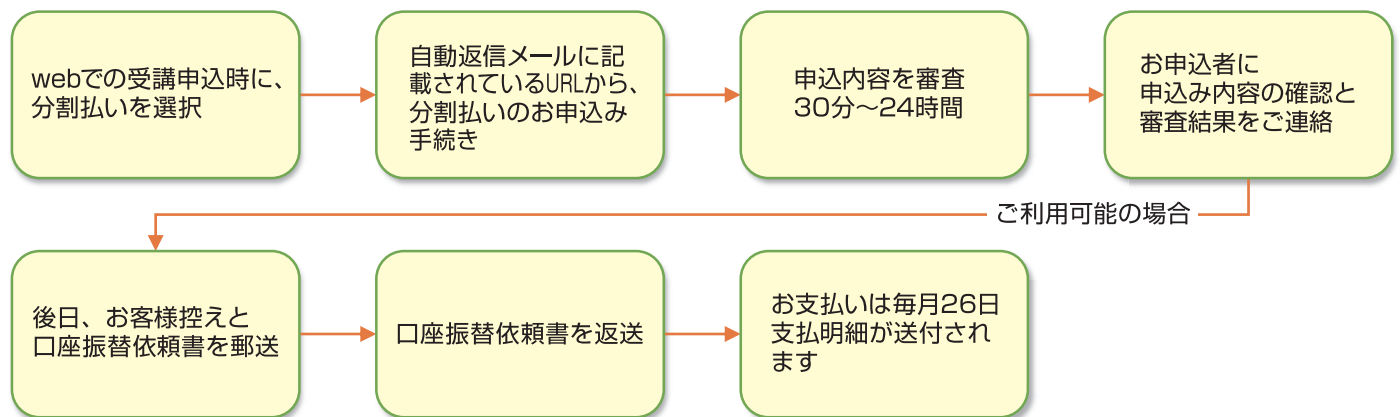 webでの受講申込時に、
分割払いを選択
自動返信メールに記
載されているURLから、
分割払いのお申込み
手続き
申込内容を審査
30分～24時間
お申込者に
申込み内容の確認と
審査結果をご連絡
ご利用可能の場合
後日、お客様控えと
口座振替依頼書を郵送
口座振替依頼書を返送
お支払いは毎月26日
支払明細が送付され
ます